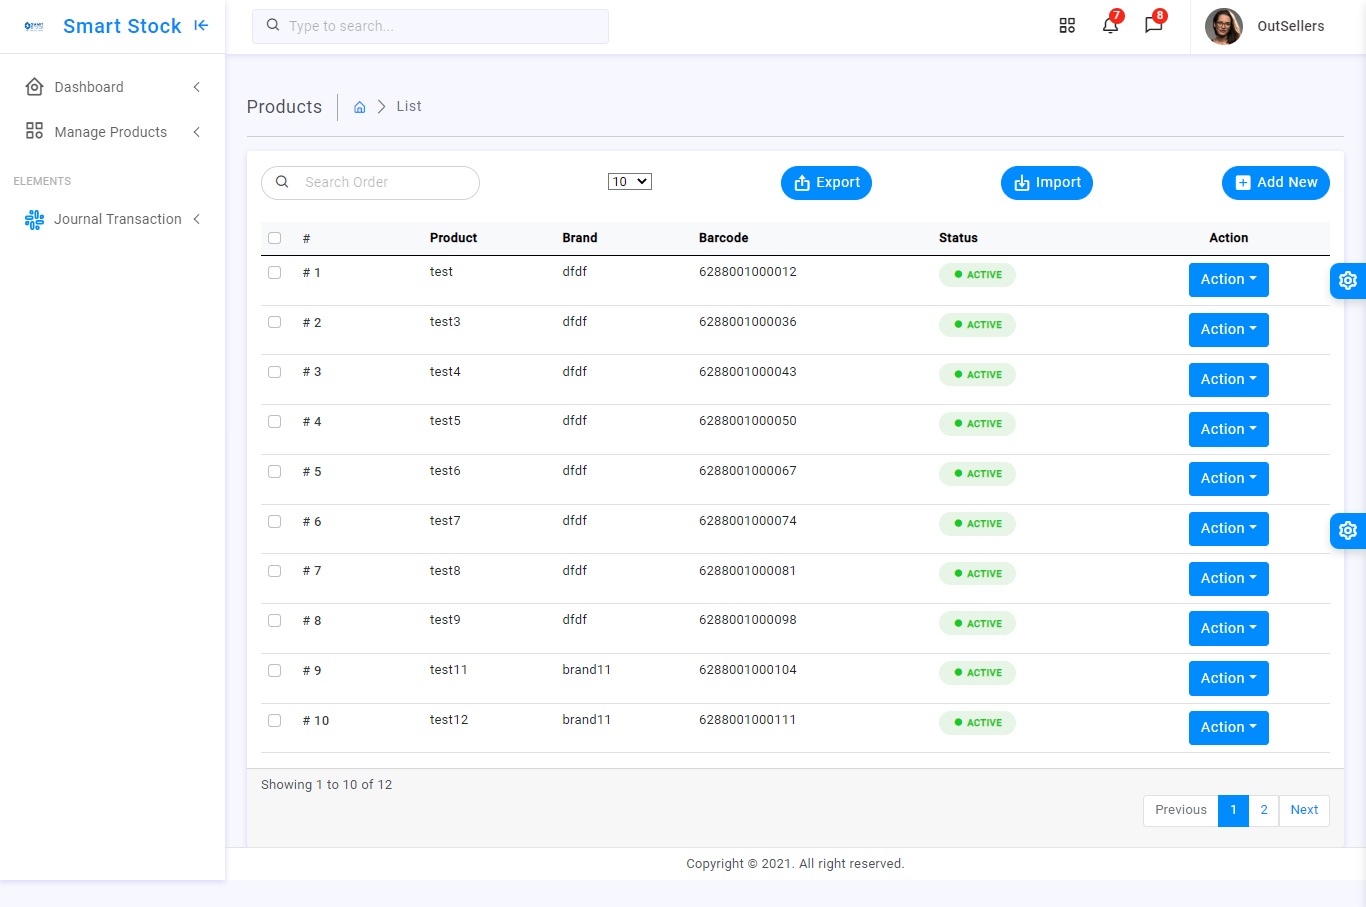 Smart Stock
Type to search...
7
8
OutSellers
Dashboard
Manage Products
ELEMENTS
Journal Transaction
Products
List
Search Order
10
Export
Import
Add New
# Product Brand Barcode Status Action
# 1 test dfdf 6288001000012 ACTIVE Action
# 2 test3 dfdf 6288001000036 ACTIVE Action
# 3 test4 dfdf 6288001000043 ACTIVE Action
# 4 test5 dfdf 6288001000050 ACTIVE Action
# 5 test6 dfdf 6288001000067 ACTIVE Action
# 6 test7 dfdf 6288001000074 ACTIVE Action
# 7 test8 dfdf 6288001000081 ACTIVE Action
# 8 test9 dfdf 6288001000098 ACTIVE Action
# 9 test11 brand11 6288001000104 ACTIVE Action
# 10 test12 brand11 6288001000111 ACTIVE Action
Showing 1 to 10 of 12
Previous 1 2 Next
Copyright © 2021. All right reserved.